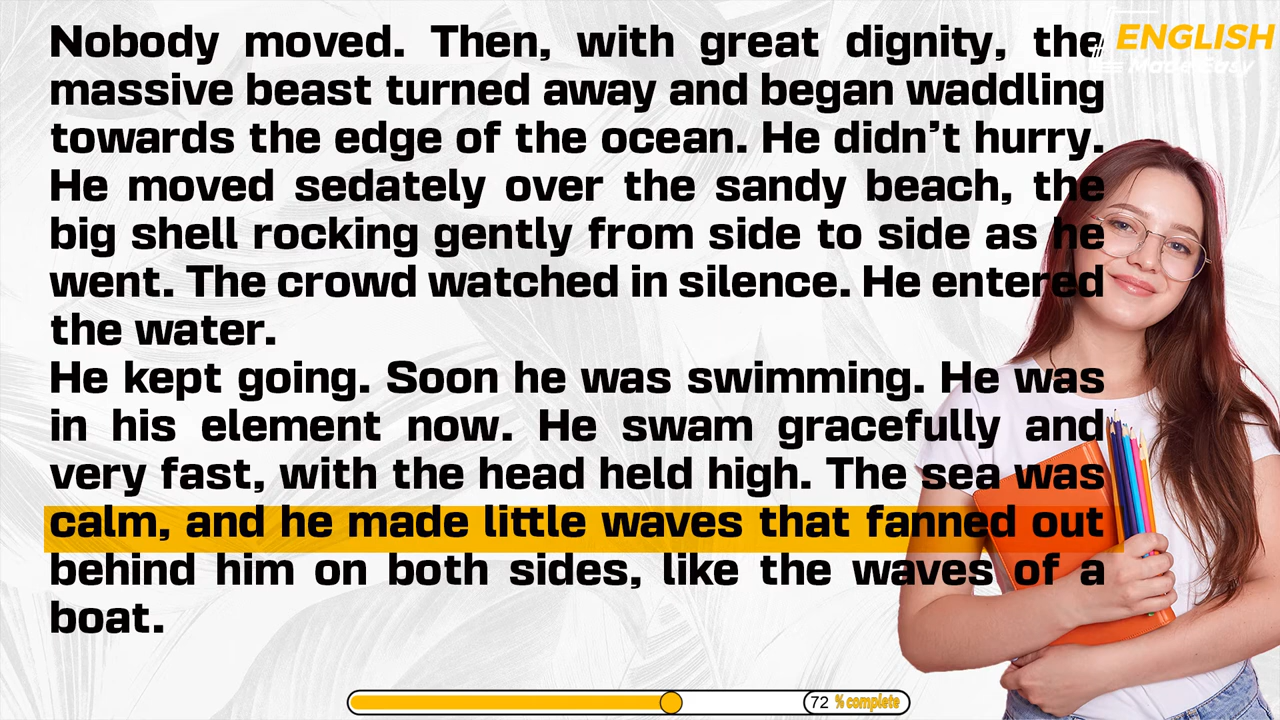 Nobody moved. Then, with great dignity, the
massive beast turned away and began waddling
towards the edge of the ocean. He didn’t hurry.
He moved sedately over the sandy beach, the
big shell rocking gently from side to side as he
went. The crowd watched in silence. He entered
the water.
He kept going. Soon he was swimming. He was
in his element now. He swam gracefully and
very fast, with the head held high. The sea was
calm, and he made little waves that fanned out
behind him on both sides, like the waves of a
boat.
# ENGLISH
Made Easy
72 % complete